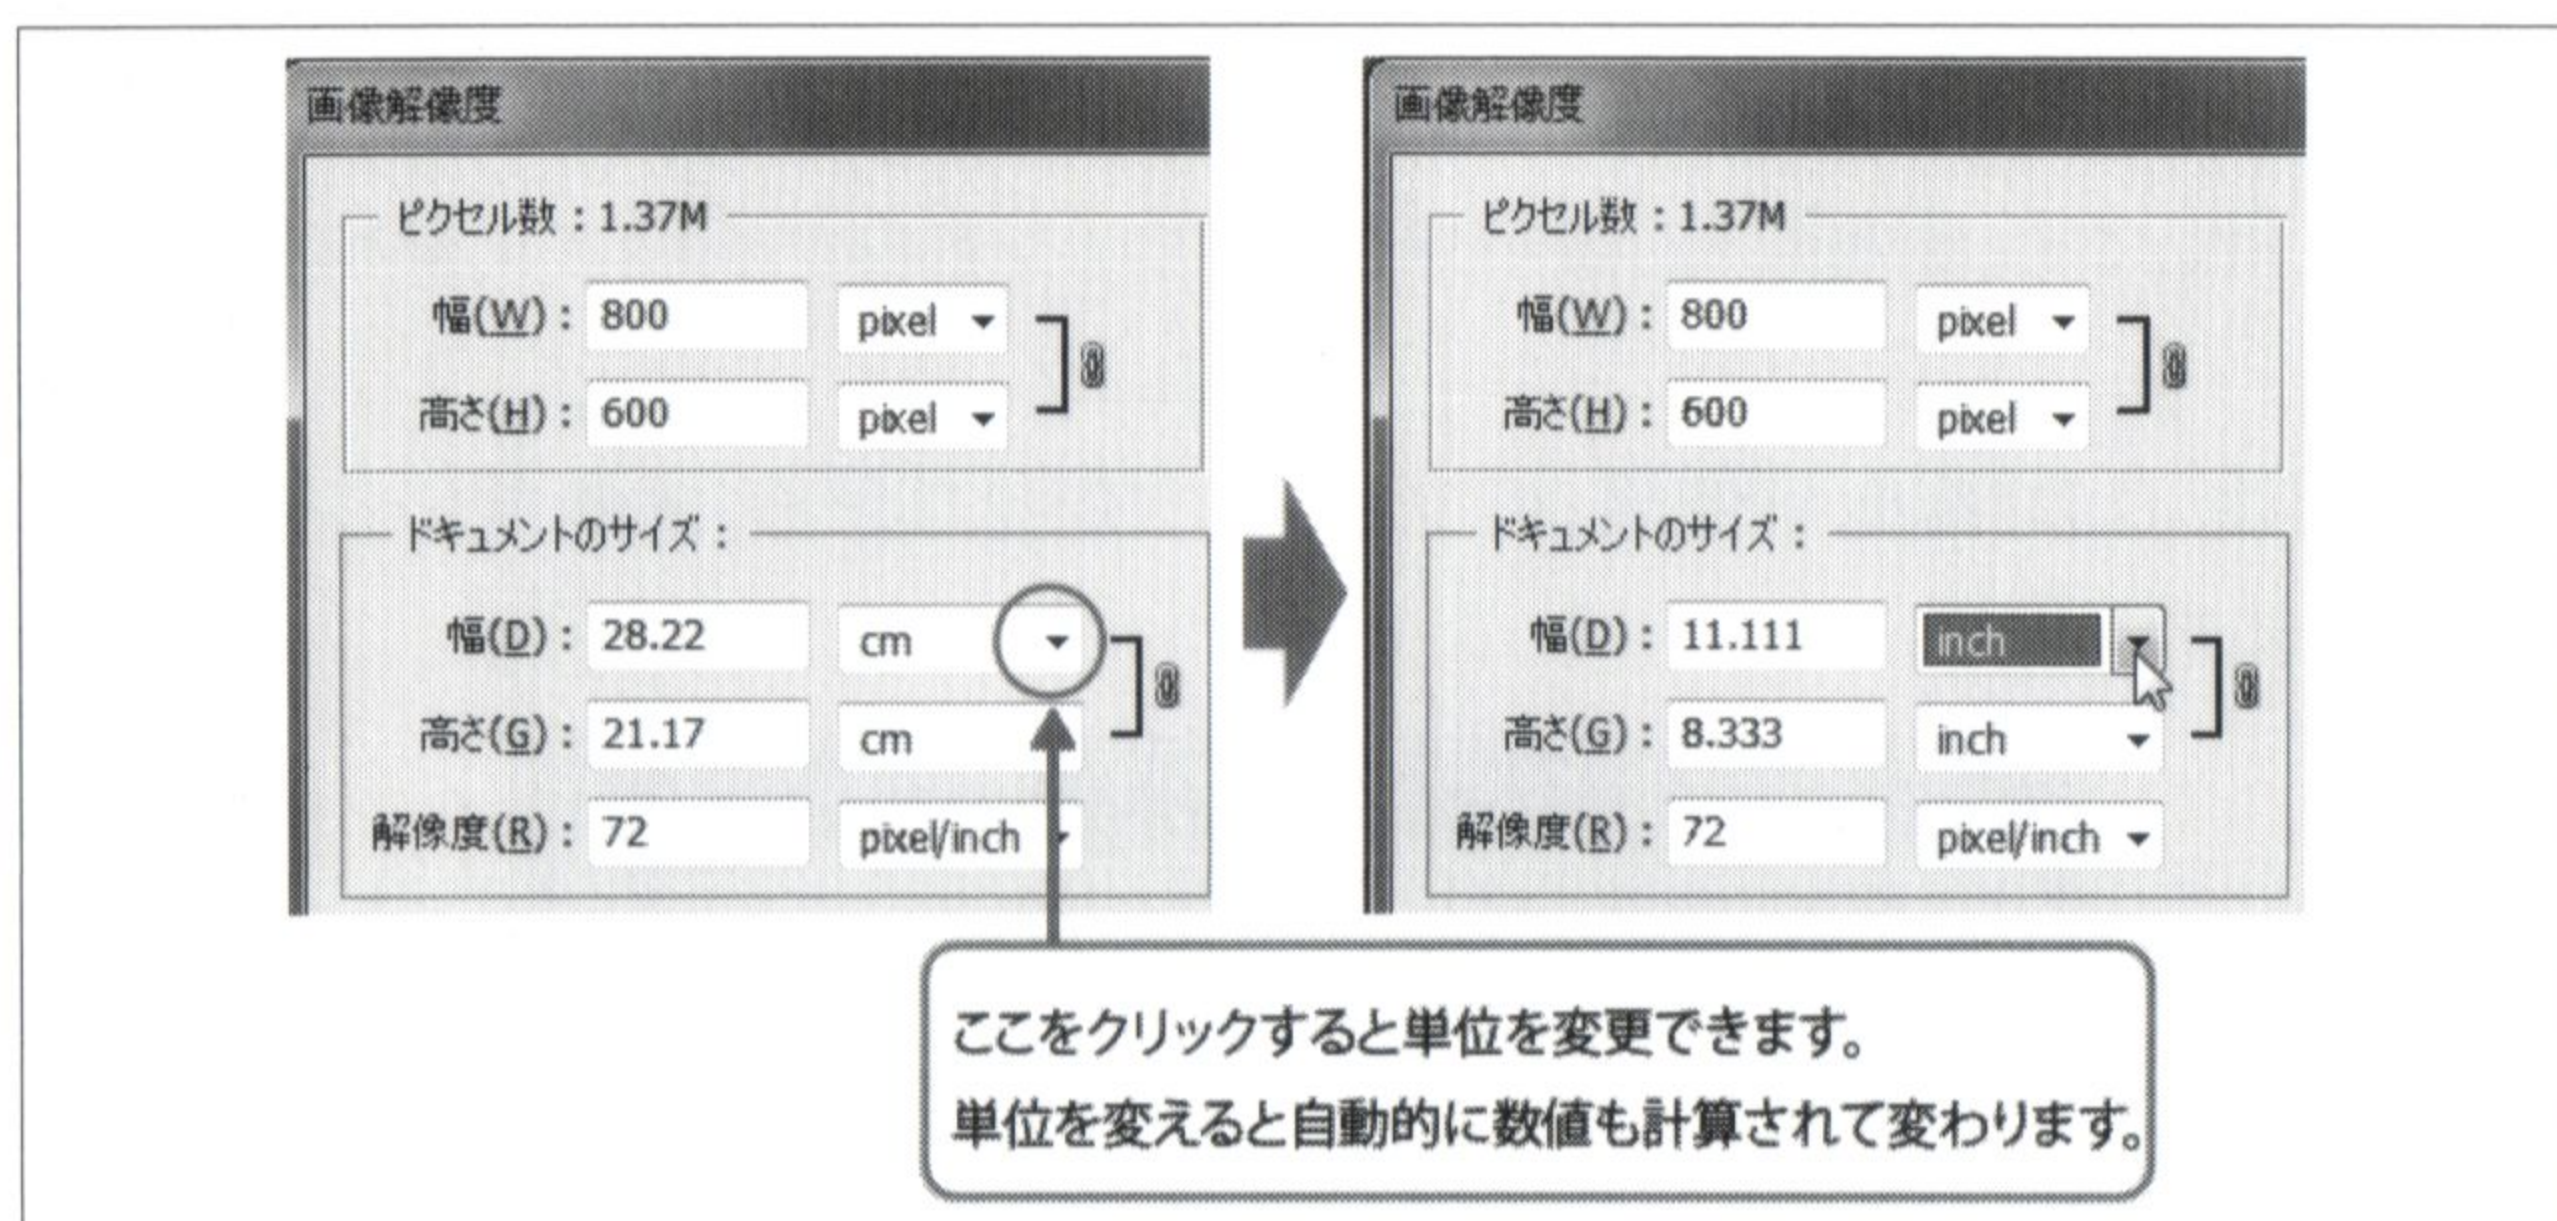 画像解像度
ピクセル数：1.37M
幅(W)： 800 pixel
高さ(H)： 600 pixel
ドキュメントのサイズ：
幅(D)： 28.22 cm
高さ(G)： 21.17 cm
解像度(R)： 72 pixel/inch
画像解像度
ピクセル数：1.37M
幅(W)： 800 pixel
高さ(H)： 600 pixel
ドキュメントのサイズ：
幅(D)： 11.111 inch
高さ(G)： 8.333 inch
解像度(R)： 72 pixel/inch
ここをクリックすると単位を変更できます。
単位を変えると自動的に数値も計算されて変わります。